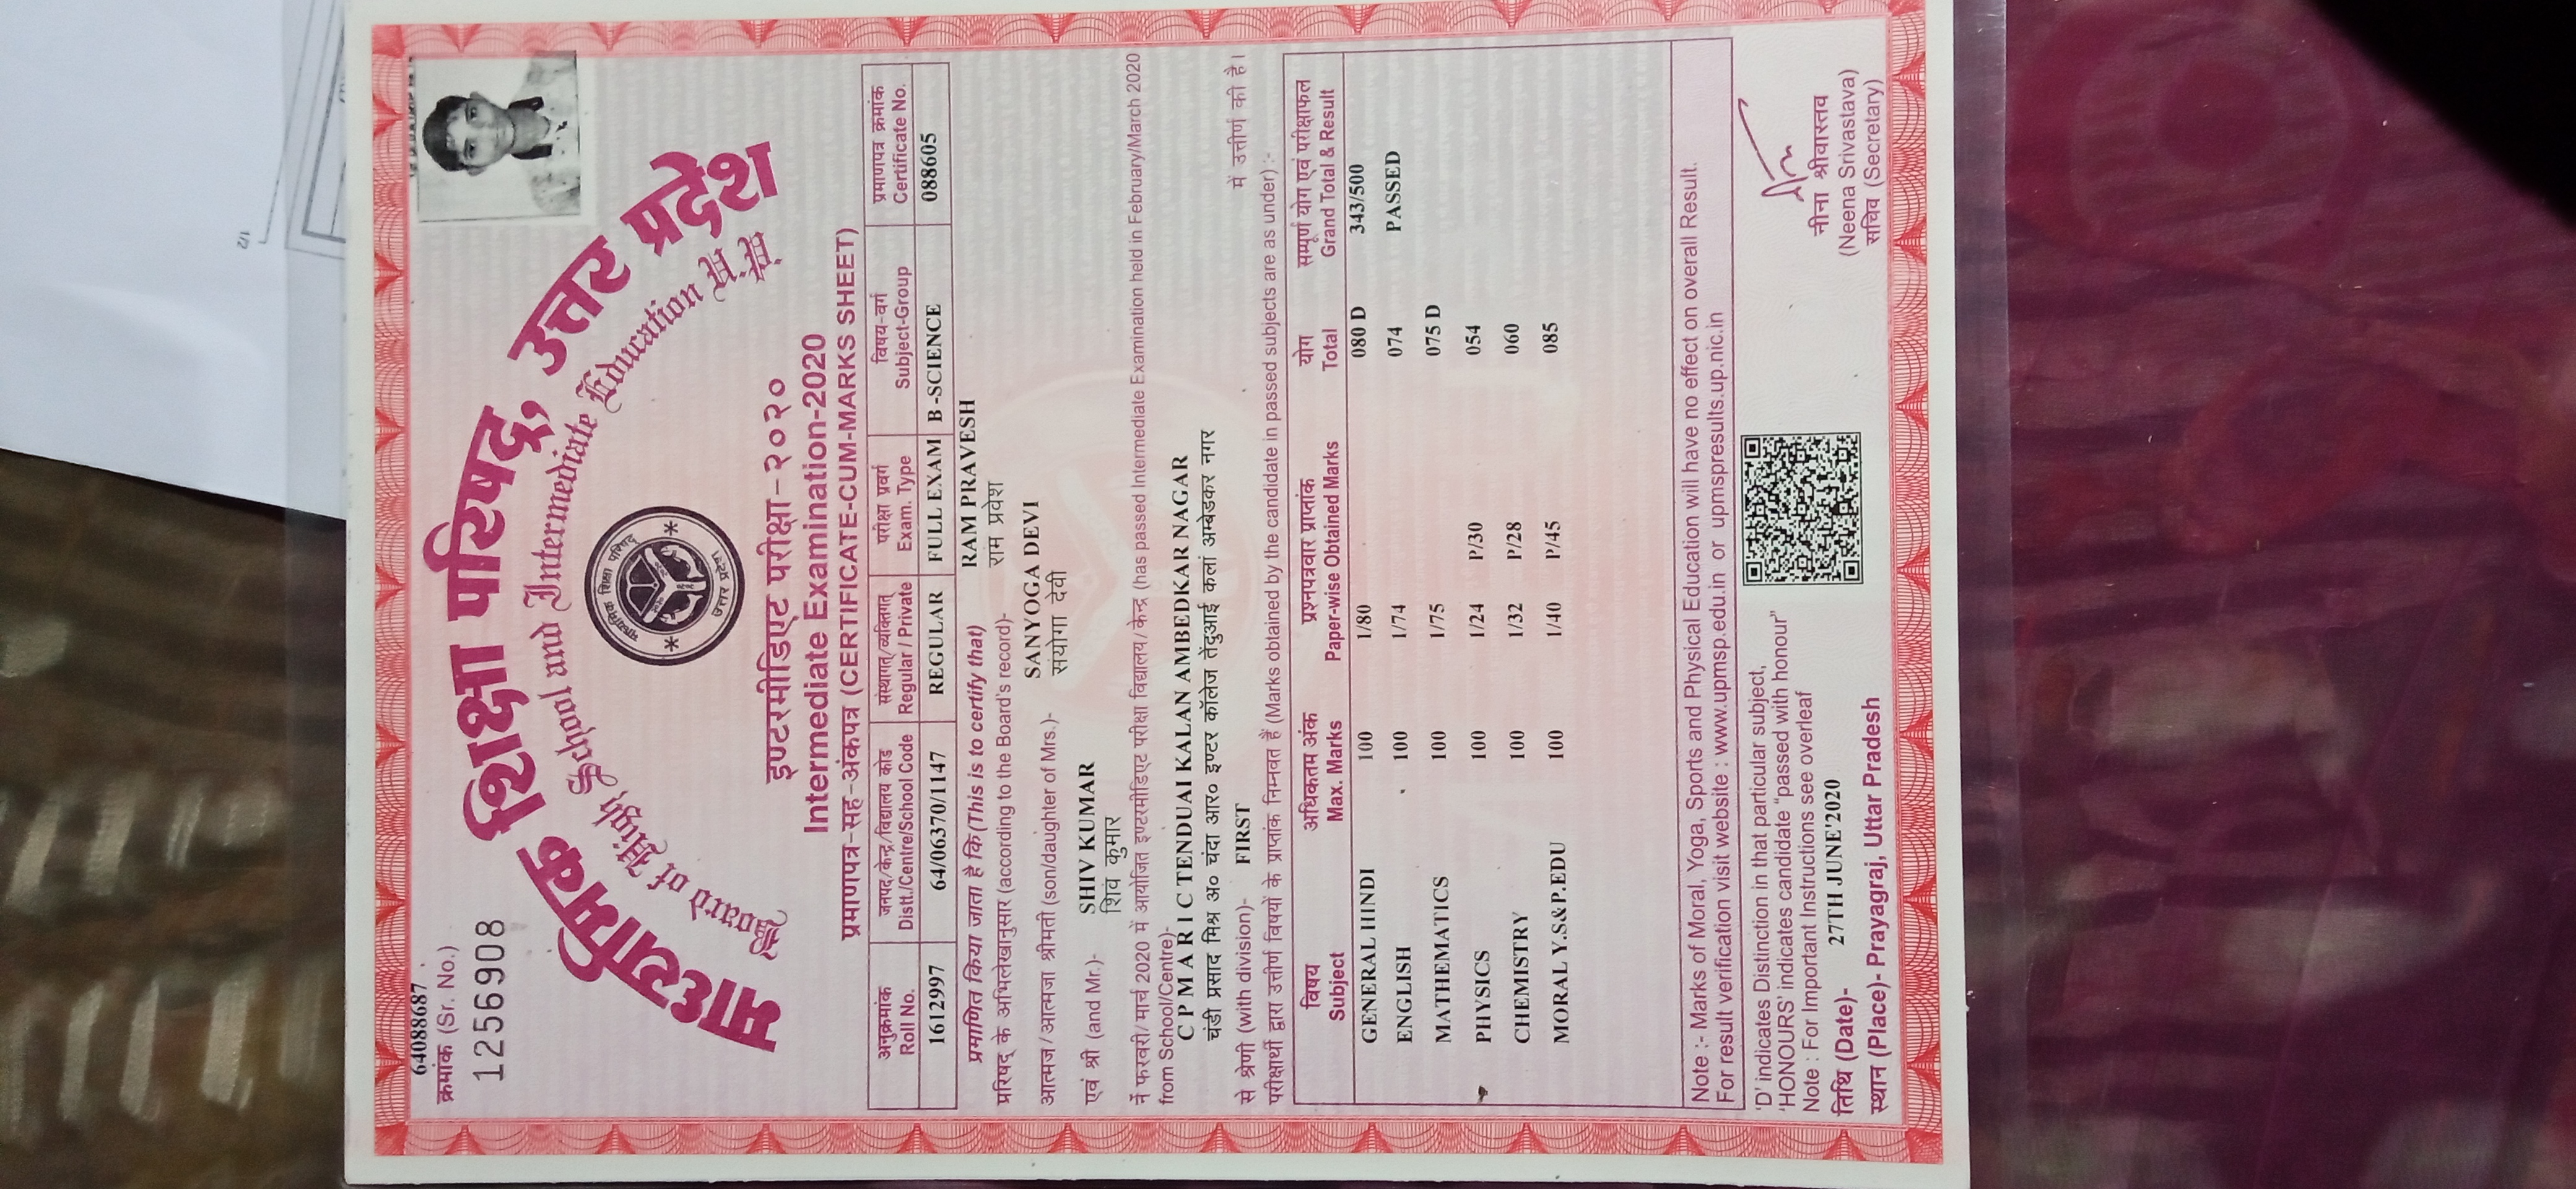 64088687
क्रमांक (Sr. No.)
1256908
माध्यमिक शिक्षा परिषद्, उत्तर प्रदेश
Board of High School and Intermediate Education U.P.
माध्यमिक शिक्षा परिषद
उत्तर प्रदेश
इण्टरमीडिएट परीक्षा-२०२०
Intermediate Examination-2020
प्रमाणपत्र-सह-अंकपत्र (CERTIFICATE-CUM-MARKS SHEET)
अनुक्रमांक जनपद/केन्द्र/विद्यालय कोड संस्थागत/व्यक्तिगत परीक्षा प्रवर्ग विषय-वर्ग प्रमाणपत्र क्रमांक
Roll No. Distt./Centre/School Code Regular / Private Exam. Type Subject-Group Certificate No.
1612997 64/06370/1147 REGULAR FULL EXAM B -SCIENCE 088605
प्रमाणित किया जाता है कि (This is to certify that) RAM PRAVESH
परिषद के अभिलेखानुसार (according to the Board's record)- राम प्रवेश
आत्मज/आत्मजा श्रीमती (son/daughter of Mrs.)- SANYOGA DEVI
संयोगा देवी
एवं श्री (and Mr.)- SHIV KUMAR
शिव कुमार
ने फरवरी/मार्च 2020 में आयोजित इण्टरमीडिएट परीक्षा विद्यालय/केन्द्र (has passed Intermediate Examination held in February/March 2020
from School/Centre)-
C P M A R I C TENDUAI KALAN AMBEDKAR NAGAR
चंडी प्रसाद मिश्र अ० चंदा आर० इण्टर कॉलेज तेंदुआई कलां अम्बेडकर नगर
से श्रेणी (with division)- FIRST में उत्तीर्ण की है।
परीक्षार्थी द्वारा उत्तीर्ण विषयों के प्राप्तांक निम्नवत हैं (Marks obtained by the candidate in passed subjects are as under) :-
विषय अधिकतम अंक प्रश्नपत्रवार प्राप्तांक योग सम्पूर्ण योग एवं परीक्षाफल
Subject Max. Marks Paper-wise Obtained Marks Total Grand Total & Result
GENERAL HINDI 100 1/80 080 D 343/500
ENGLISH 100 1/74 074 PASSED
MATHEMATICS 100 1/75 075 D
PHYSICS 100 1/24 P/30 054
CHEMISTRY 100 1/32 P/28 060
MORAL Y.S&P.EDU 100 1/40 P/45 085
Note :- Marks of Moral, Yoga, Sports and Physical Education will have no effect on overall Result.
For result verification visit website : www.upmsp.edu.in or upmspresults.up.nic.in
'D' indicates Distinction in that particular subject,
'HONOURS' indicates candidate "passed with honour"
Note : For Important Instructions see overleaf
तिथि (Date)- 27TH JUNE'2020
स्थान (Place)- Prayagraj, Uttar Pradesh
नीना श्रीवास्तव
(Neena Srivastava)
सचिव (Secretary)
1/2